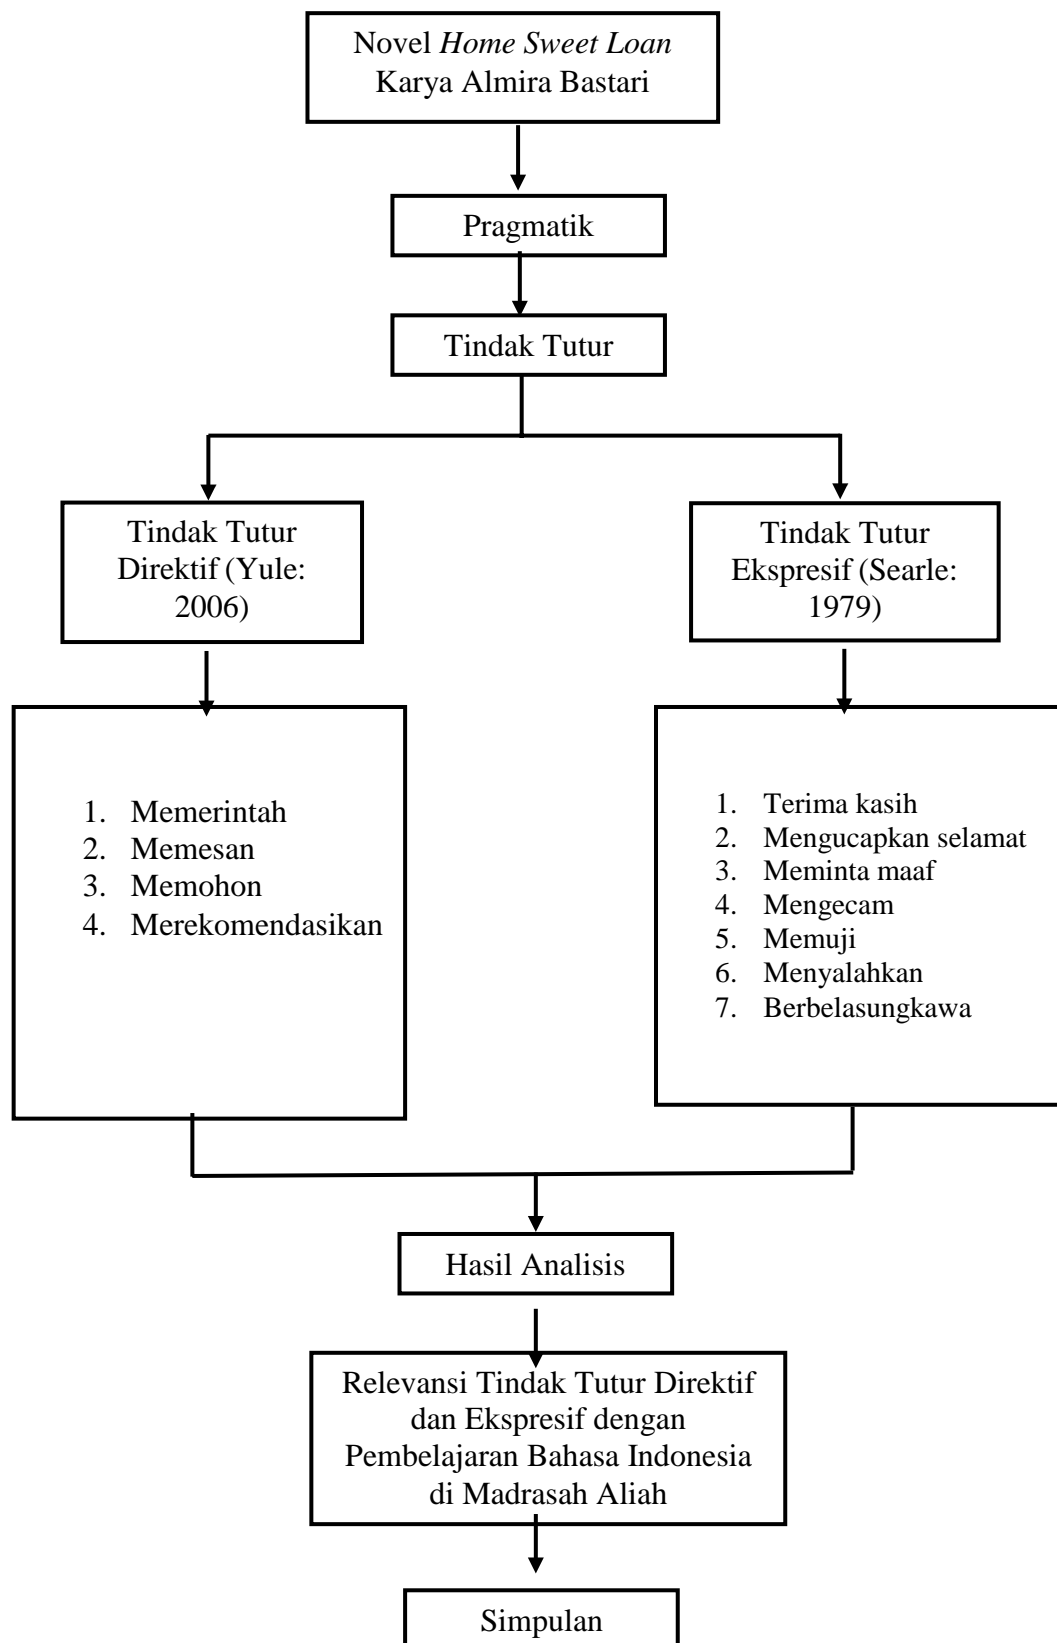 Novel Home Sweet Loan
Karya Almira Bastari
Pragmatik
Tindak Tutur
Tindak Tutur
Direktif (Yule:
2006)
Tindak Tutur
Ekspresif (Searle:
1979)
1. Memerintah
2. Memesan
3. Memohon
4. Merekomendasikan
1. Terima kasih
2. Mengucapkan selamat
3. Meminta maaf
4. Mengecam
5. Memuji
6. Menyalahkan
7. Berbelasungkawa
Hasil Analisis
Relevansi Tindak Tutur Direktif
dan Ekspresif dengan
Pembelajaran Bahasa Indonesia
di Madrasah Aliah
Simpulan